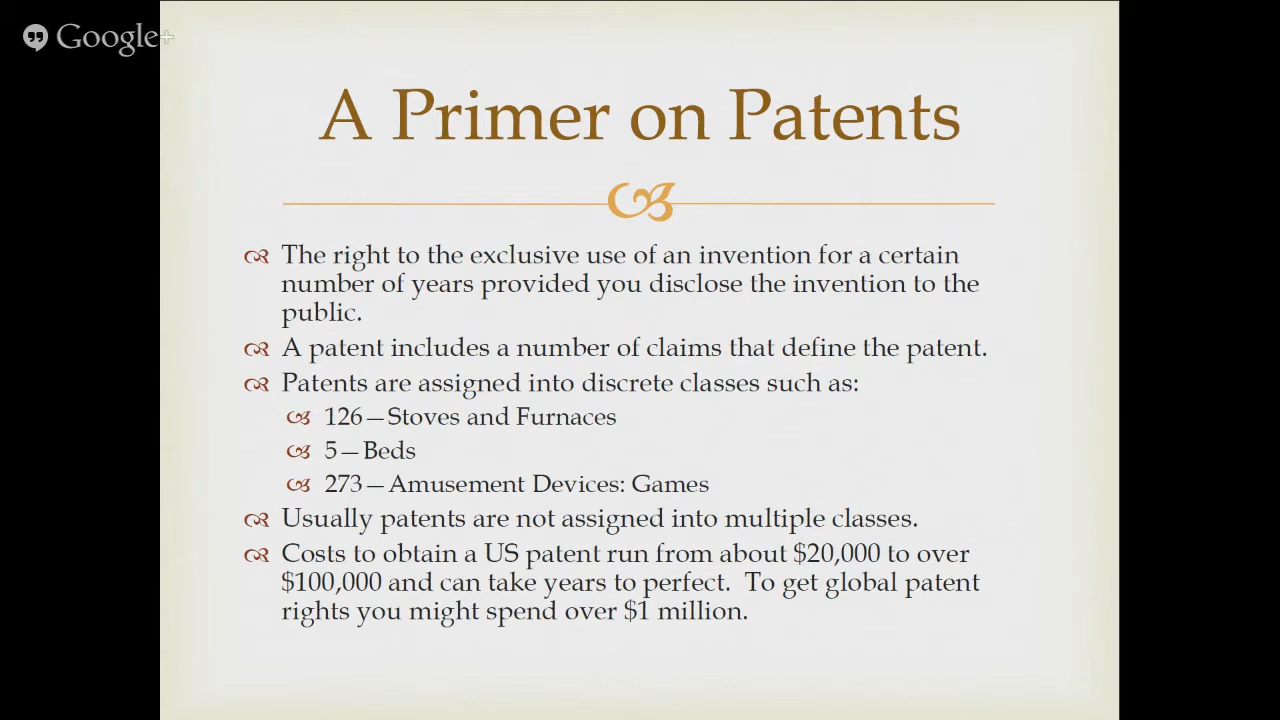 Google+
A Primer on Patents
The right to the exclusive use of an invention for a certain
number of years provided you disclose the invention to the
public.
A patent includes a number of claims that define the patent.
Patents are assigned into discrete classes such as:
126—Stoves and Furnaces
5—Beds
273—Amusement Devices: Games
Usually patents are not assigned into multiple classes.
Costs to obtain a US patent run from about $20,000 to over
$100,000 and can take years to perfect.  To get global patent
rights you might spend over $1 million.